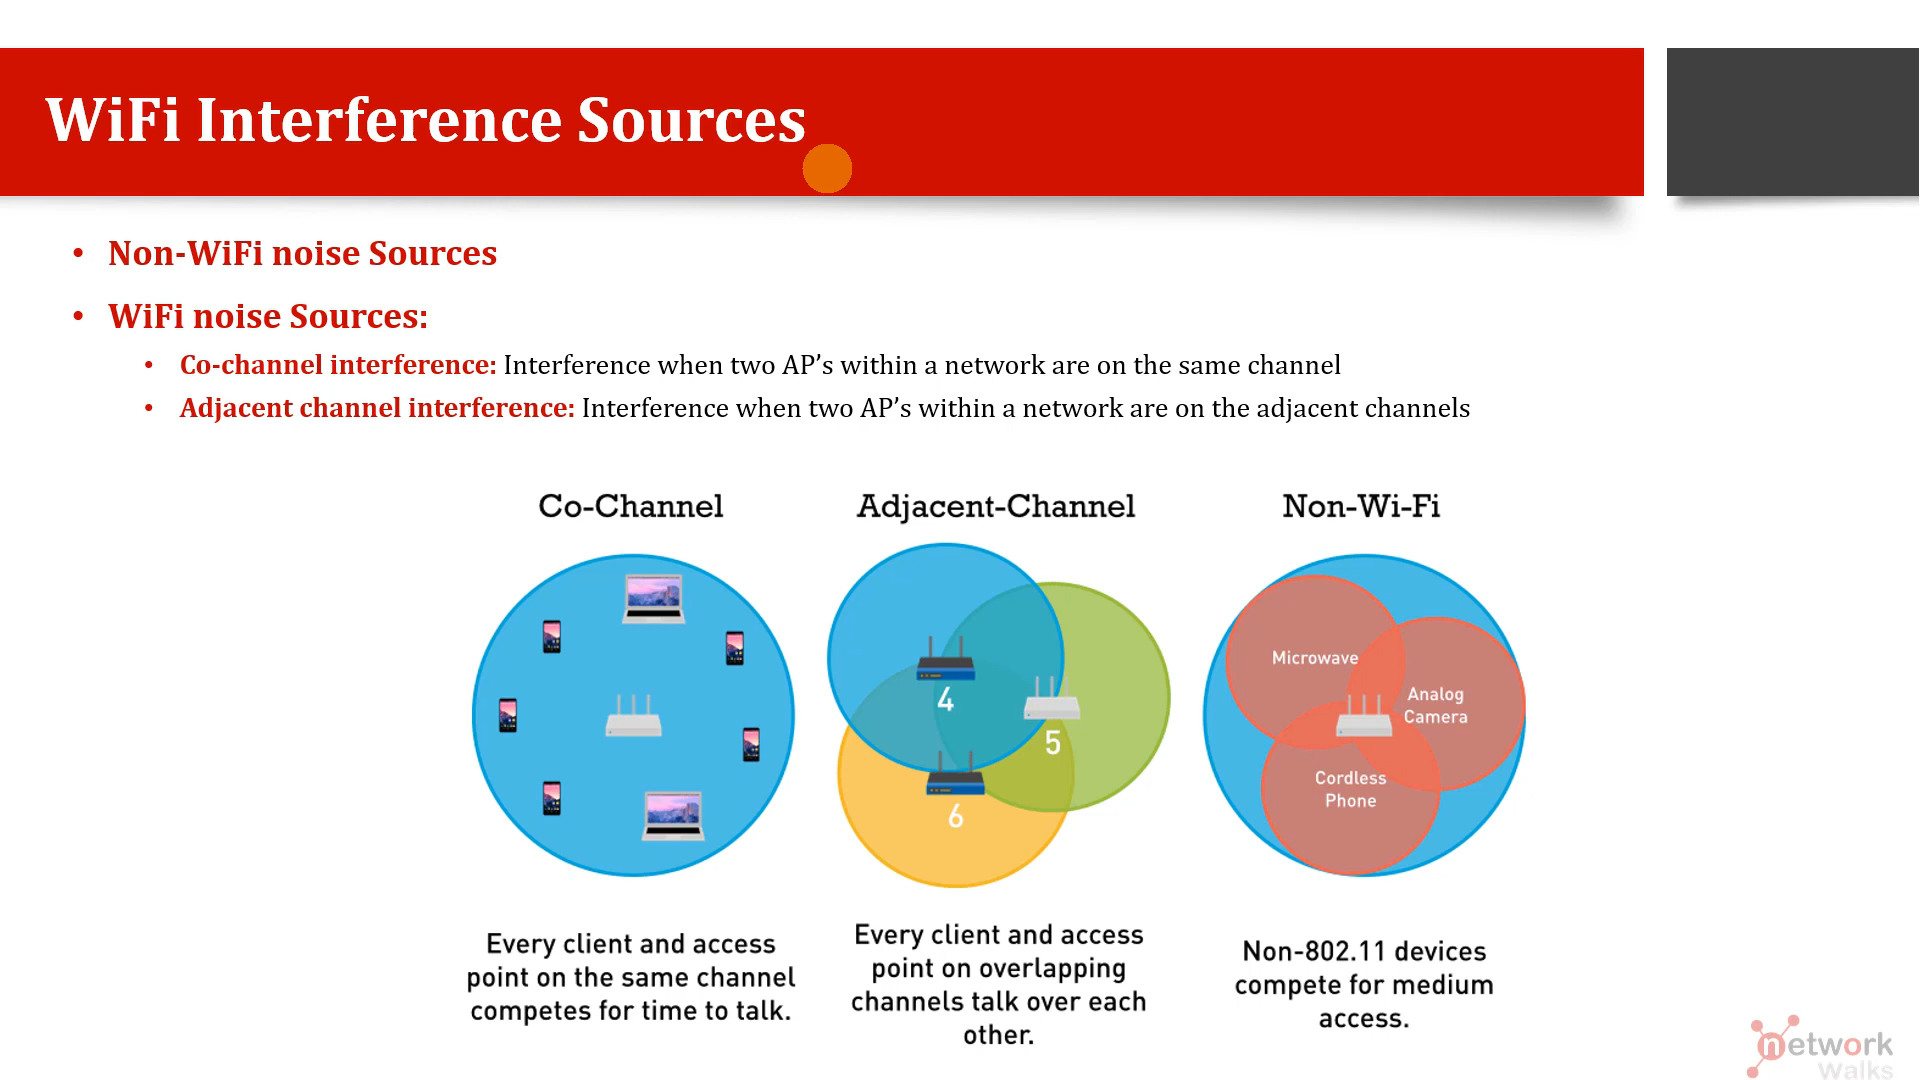 WiFi Interference Sources
• Non-WiFi noise Sources
• WiFi noise Sources:
• Co-channel interference: Interference when two AP’s within a network are on the same channel
• Adjacent channel interference: Interference when two AP’s within a network are on the adjacent channels
Co-Channel
Adjacent-Channel
Non-Wi-Fi
4
5
6
Microwave
Analog
Camera
Cordless
Phone
Every client and access
point on the same channel
competes for time to talk.
Every client and access
point on overlapping
channels talk over each
other.
Non-802.11 devices
compete for medium
access.
network
Walks